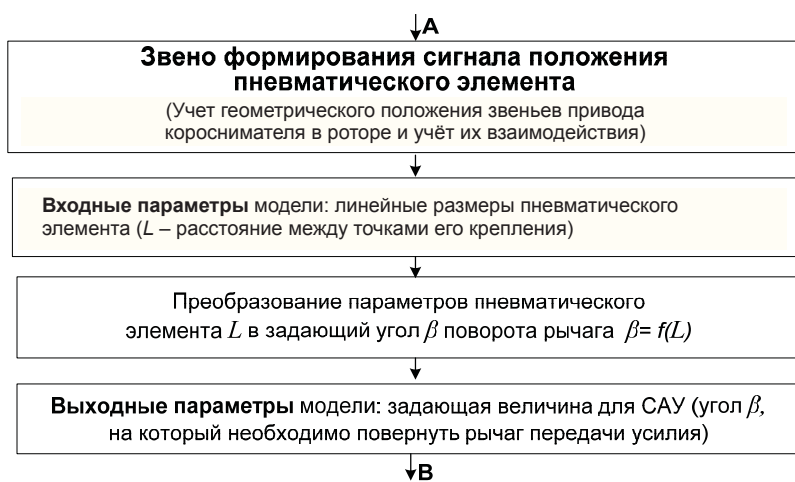 А
Звено формирования сигнала положения
пневматического элемента
(Учет геометрического положения звеньев привода
короснимателя в роторе и учёт их взаимодействия)
Входные параметры модели: линейные размеры пневматического
элемента (L – расстояние между точками его крепления)
Преобразование параметров пневматического
элемента L в задающий угол β поворота рычага β= f(L)
Выходные параметры модели: задающая величина для САУ (угол β,
на который необходимо повернуть рычаг передачи усилия)
В